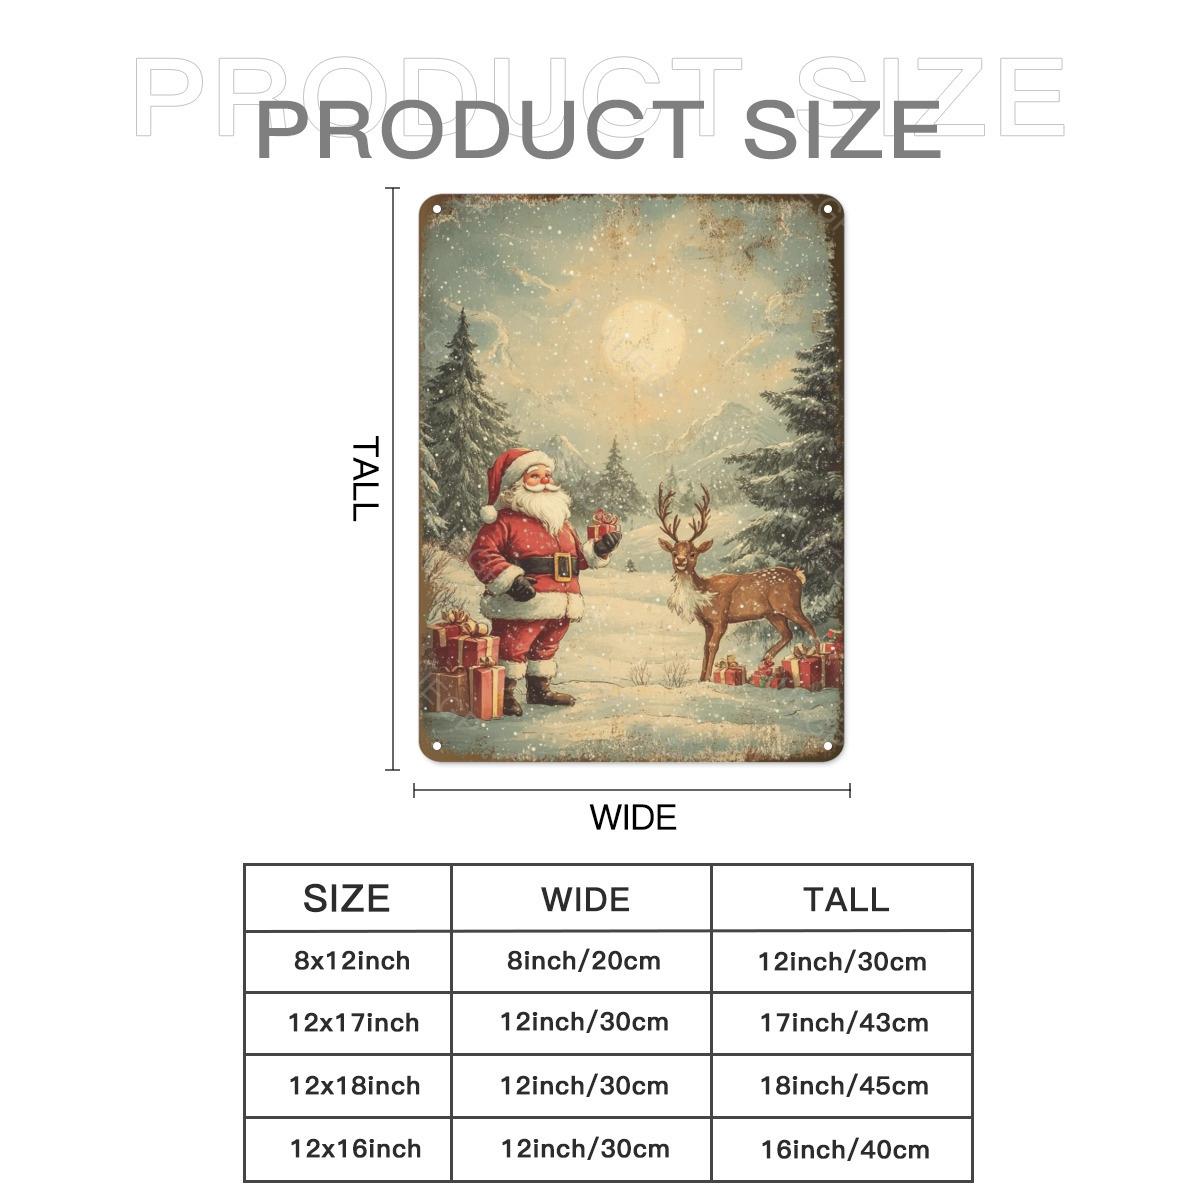 PRODUCT SIZE
PRODUCT SIZE
TALL
WIDE
SIZE WIDE TALL
8x12inch 8inch/20cm 12inch/30cm
12x17inch 12inch/30cm 17inch/43cm
12x18inch 12inch/30cm 18inch/45cm
12x16inch 12inch/30cm 16inch/40cm